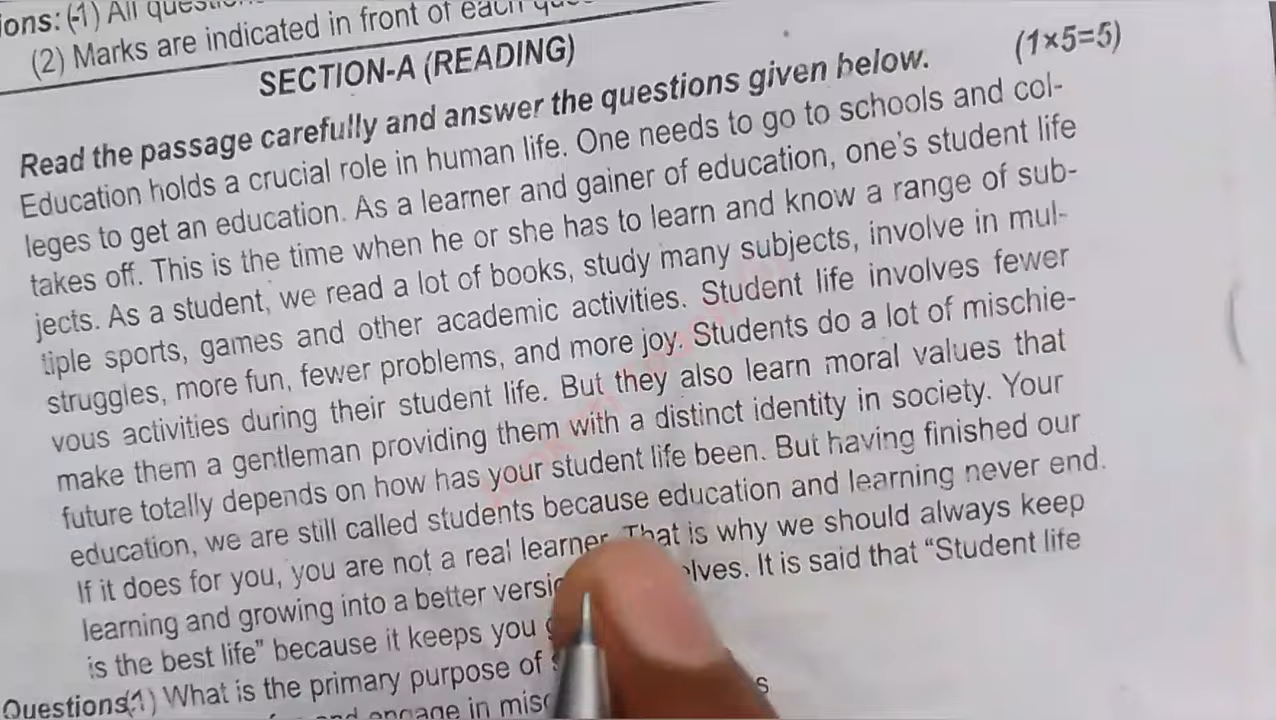 ions: (1) All
(2) Marks are indicated in front of each
SECTION-A (READING)
Read the passage carefully and answer the questions given below. (1×5=5)
Education holds a crucial role in human life. One needs to go to schools and col-
leges to get an education. As a learner and gainer of education, one's student life
takes off. This is the time when he or she has to learn and know a range of sub-
jects. As a student, we read a lot of books, study many subjects, involve in mul-
tiple sports, games and other academic activities. Student life involves fewer
struggles, more fun, fewer problems, and more joy. Students do a lot of mischie-
vous activities during their student life. But they also learn moral values that
make them a gentleman providing them with a distinct identity in society. Your
future totally depends on how has your student life been. But having finished our
education, we are still called students because education and learning never end.
If it does for you, you are not a real learner. That is why we should always keep
learning and growing into a better versi elves. It is said that “Student life
is the best life” because it keeps you
Questions (1) What is the primary purpose of
and engage in